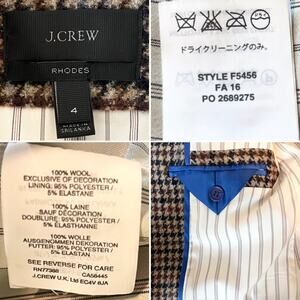 J.CREW
RHODES
4
MADE IN
SRI LANKA
ドライクリーニングのみ。
STYLE F5456
FA 16
PO 2689275
100% WOOL
EXCLUSIVE OF DECORATION
LINING: 95% POLYESTER /
5% ELASTANE
100% LAINE
SAUF DÉCORATION
DOUBLURE: 95% POLYESTER /
5% ÉLASTHANNE
100% WOLLE
AUSGENOMMEN DEKORATION
FUTTER: 95% POLYESTER /
5% ELASTAN
SEE REVERSE FOR CARE
RN77388 CA56445
J.CREW U.K. Ltd EC4V 6JA